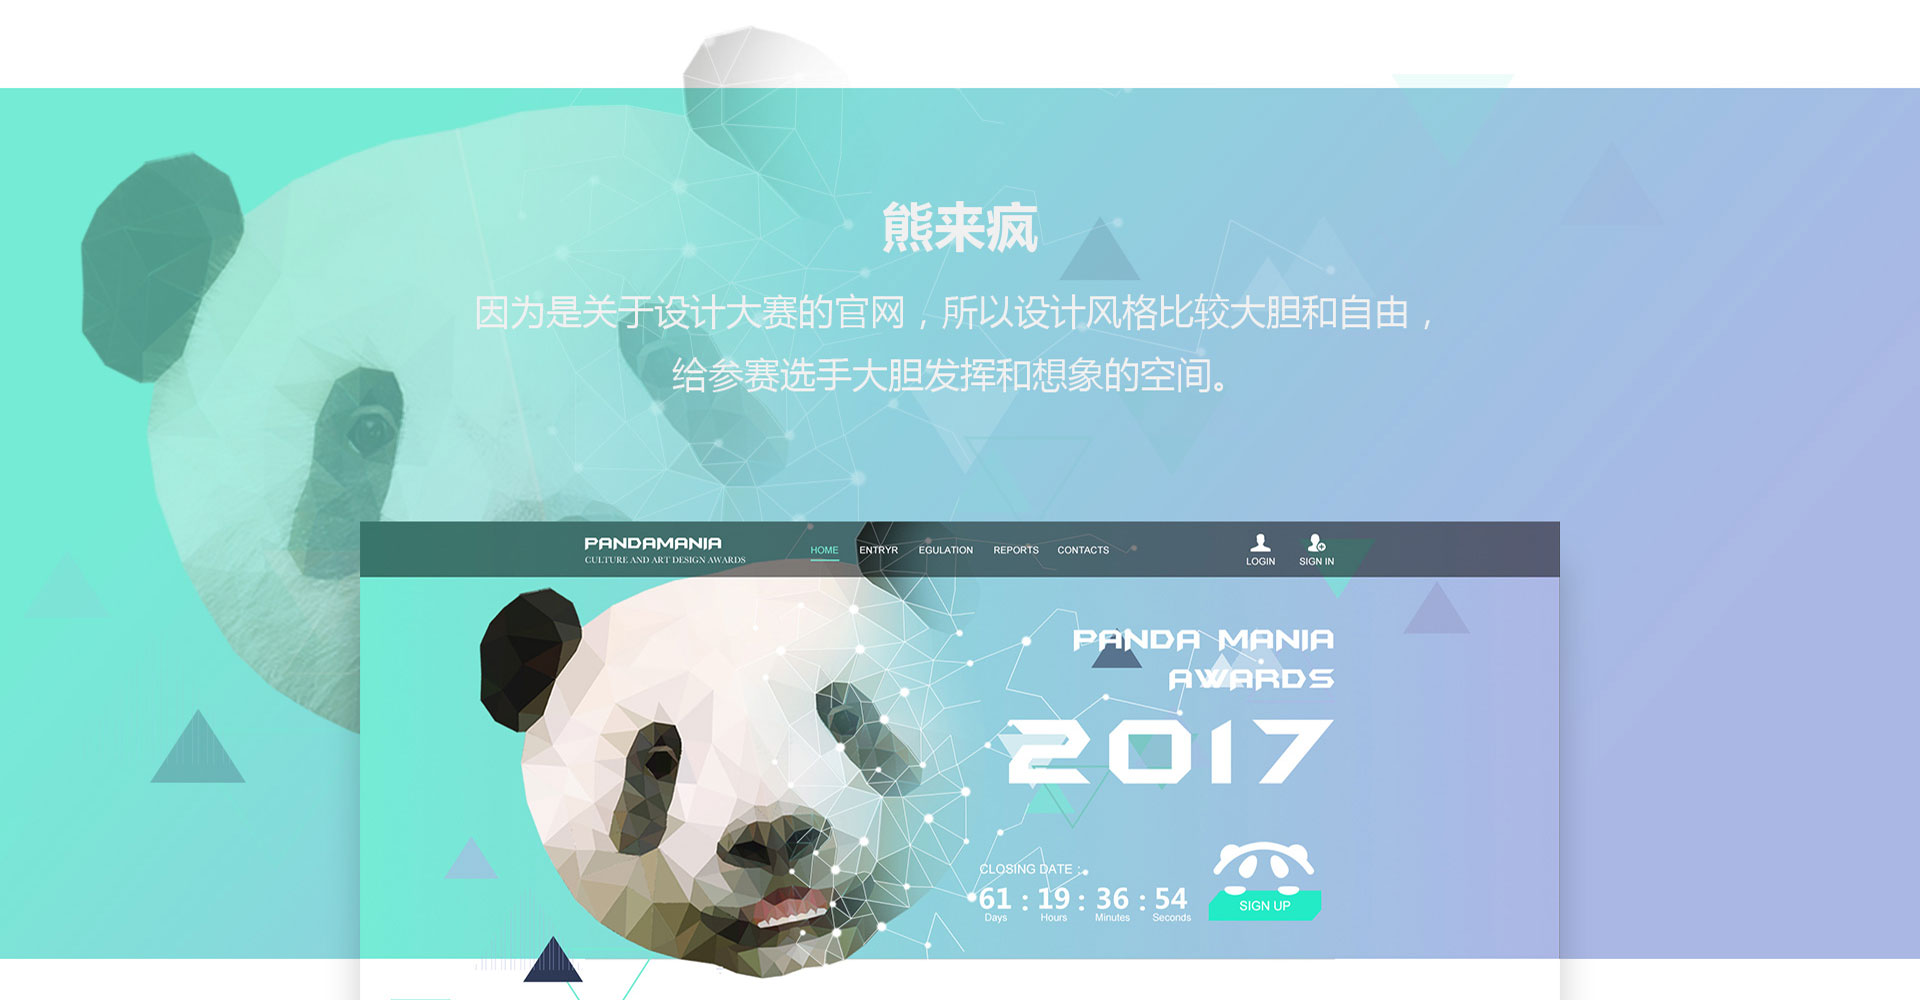 熊来疯
因为是关于设计大赛的官网，所以设计风格比较大胆和自由，
给参赛选手大胆发挥和想象的空间。
PANDAMANIA
CULTURE AND ART DESIGN AWARDS
HOME ENTRYR EGULATION REPORTS CONTACTS
LOGIN SIGN IN
PANDA MANIA
AWARDS
2017
CLOSING DATE :
61 : 19 : 36 : 54
Days Hours Minutes Seconds
SIGN UP